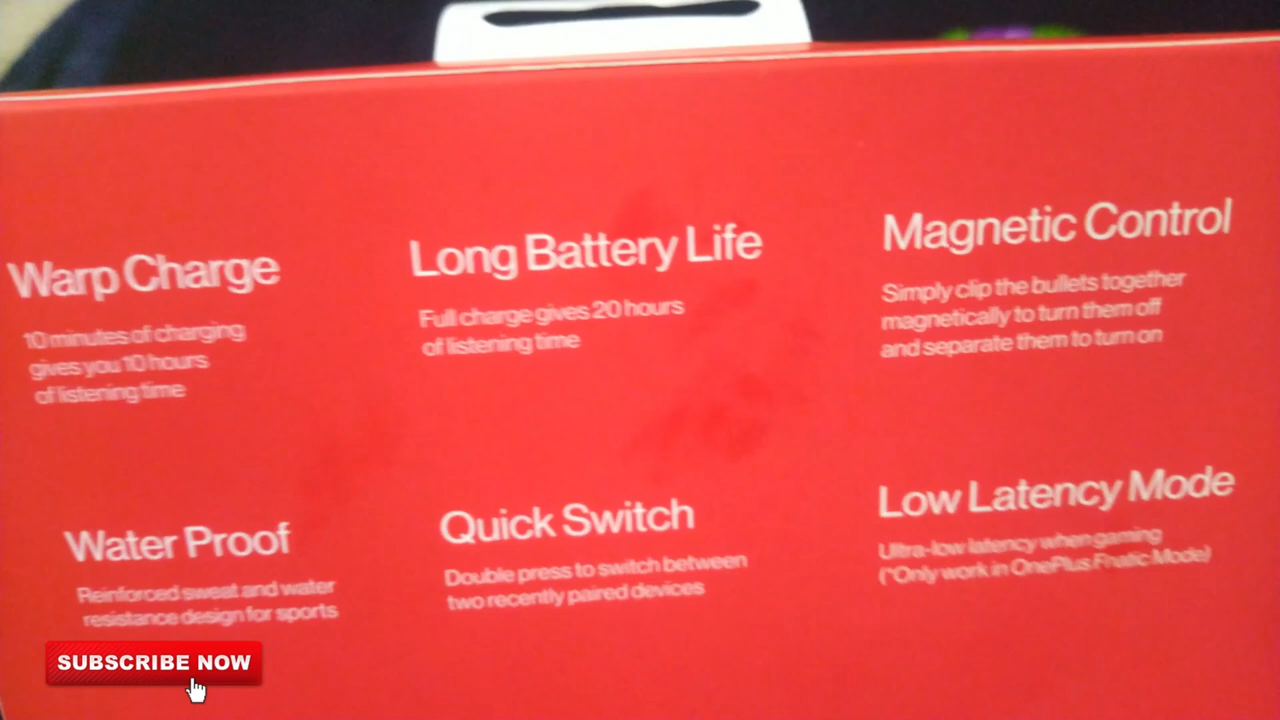 Warp Charge
10 minutes of charging
gives you 10 hours
of listening time
Long Battery Life
Full charge gives 20 hours
of listening time
Magnetic Control
Simply clip the bullets together
magnetically to turn them off
and separate them to turn on
Water Proof
Reinforced sweat and water
resistance design for sports
Quick Switch
Double press to switch between
two recently paired devices
Low Latency Mode
Ultra-low latency when gaming
(*Only work in OnePlus Fnatic Mode)
SUBSCRIBE NOW